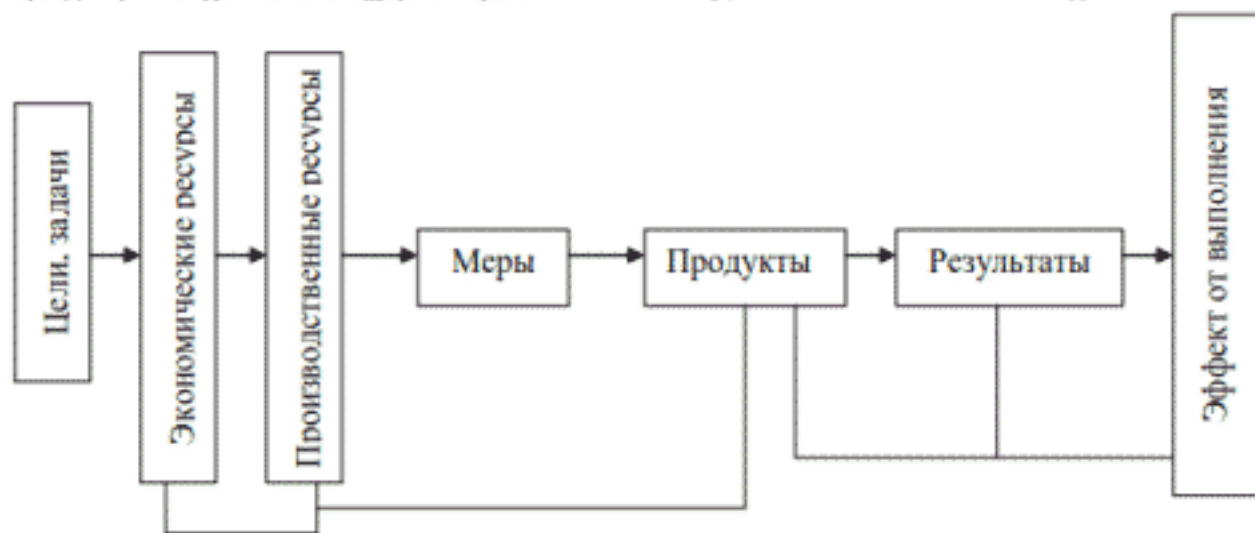 Цели, задачи
Экономические ресурсы
Производственные ресурсы
Меры
Продукты
Результаты
Эффект от выполнения